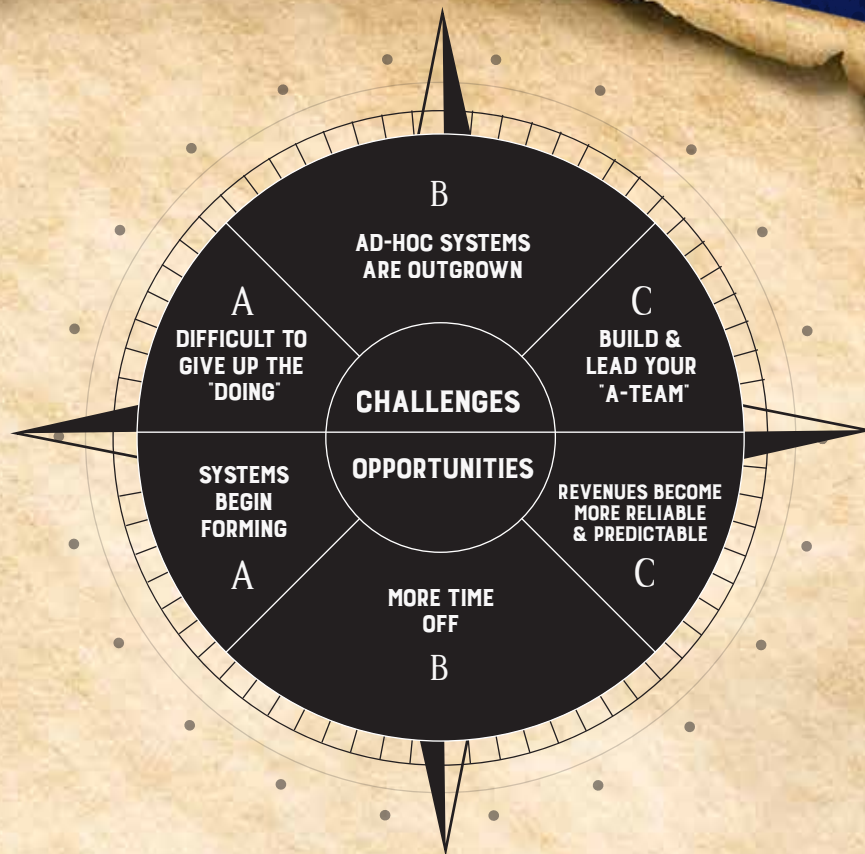 B
AD-HOC SYSTEMS
ARE OUTGROWN
A
DIFFICULT TO
GIVE UP THE
"DOING"
C
BUILD &
LEAD YOUR
"A-TEAM"
CHALLENGES
OPPORTUNITIES
SYSTEMS
BEGIN
FORMING
A
MORE TIME
OFF
B
REVENUES BECOME
MORE RELIABLE
& PREDICTABLE
C